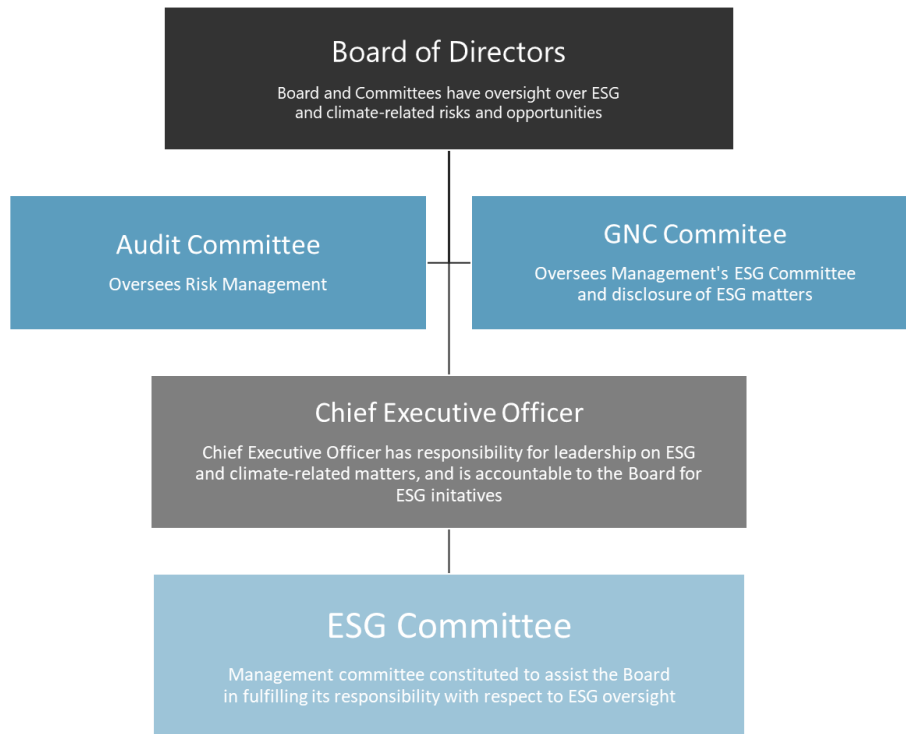 Board of Directors
Board and Committees have oversight over ESG
and climate-related risks and opportunities
Audit Committee
Oversees Risk Management
GNC Commitee
Oversees Management's ESG Committee
and disclosure of ESG matters
Chief Executive Officer
Chief Executive Officer has responsibility for leadership on ESG
and climate-related matters, and is accountable to the Board for
ESG initatives
ESG Committee
Management committee constituted to assist the Board
in fulfilling its responsibility with respect to ESG oversight